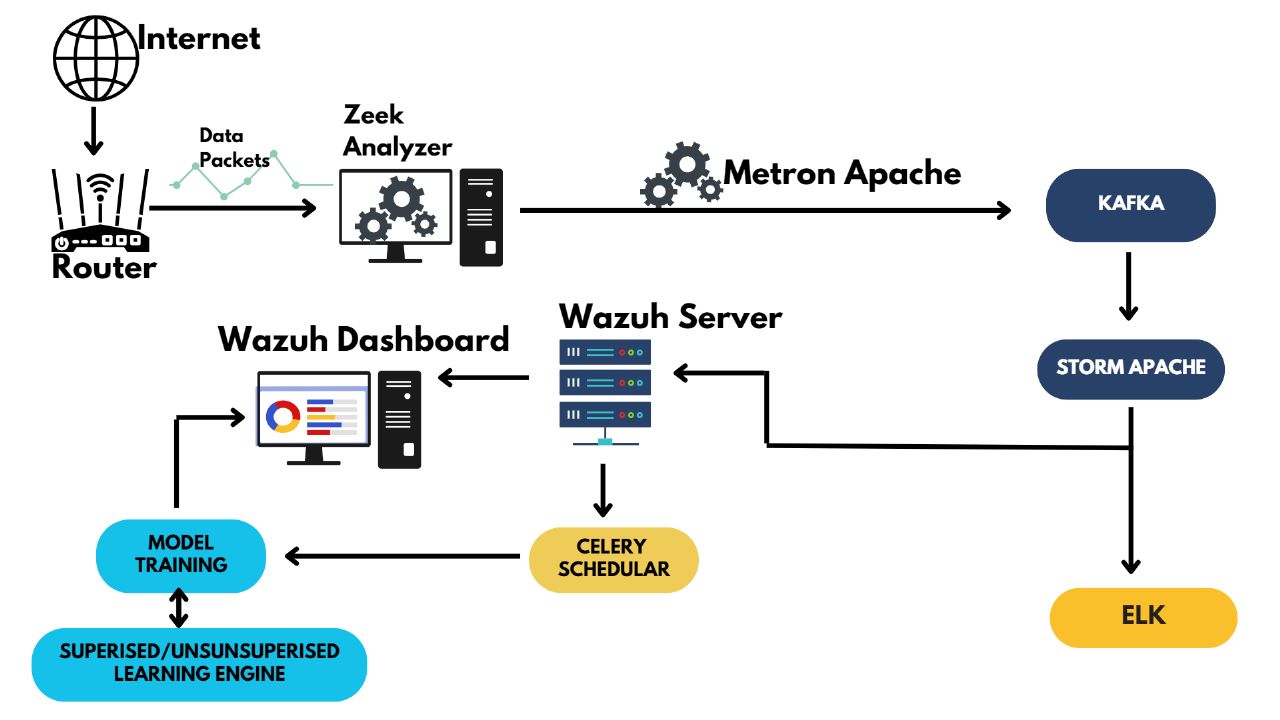 Internet
Data
Packets
Zeek
Analyzer
Metron Apache
KAFKA
Router
Wazuh Server
Wazuh Dashboard
STORM APACHE
MODEL
TRAINING
CELERY
SCHEDULAR
ELK
SUPERISED/UNSUNSUPERISED
LEARNING ENGINE